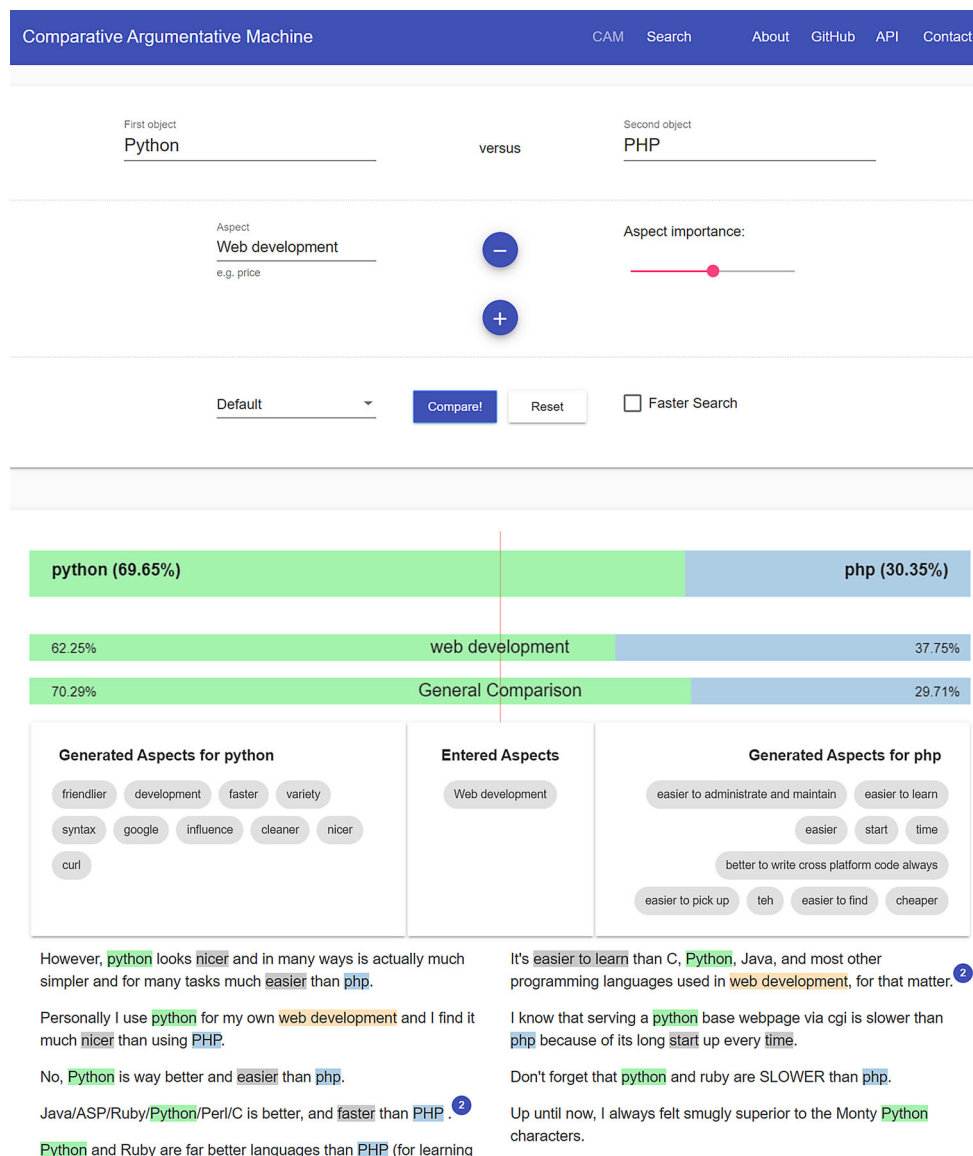 Comparative Argumentative Machine CAM Search About GitHub API Contact
First object
Python
versus
Second object
PHP
Aspect
Web development
e.g. price
−
+
Aspect importance:
Default
Compare!
Reset
Faster Search
python (69.65%) php (30.35%)
62.25% web development 37.75%
70.29% General Comparison 29.71%
Generated Aspects for python
friendlier development faster variety
syntax google influence cleaner nicer
curl
Entered Aspects
Web development
Generated Aspects for php
easier to administrate and maintain easier to learn
easier start time
better to write cross platform code always
easier to pick up teh easier to find cheaper
However, python looks nicer and in many ways is actually much
simpler and for many tasks much easier than php.
Personally I use python for my own web development and I find it
much nicer than using PHP.
No, Python is way better and easier than php.
Java/ASP/Ruby/Python/Perl/C is better, and faster than PHP . 2
Python and Ruby are far better languages than PHP (for learning
It's easier to learn than C, Python, Java, and most other
programming languages used in web development, for that matter. 2
I know that serving a python base webpage via cgi is slower than
php because of its long start up every time.
Don't forget that python and ruby are SLOWER than php.
Up until now, I always felt smugly superior to the Monty Python
characters.